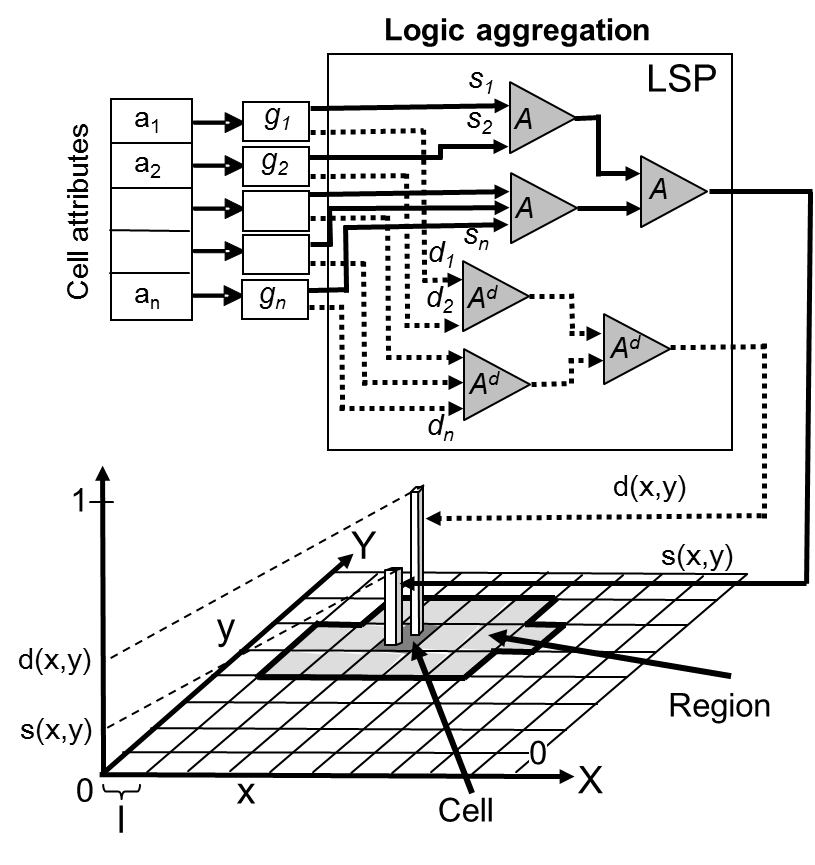 Logic aggregation
LSP
Cell attributes
a1
a2
an
g1
g2
gn
s1
s2
sn
d1
d2
dn
A
A
A
Ad
Ad
Ad
d(x,y)
s(x,y)
1
Y
y
d(x,y)
s(x,y)
Region
0
0
x
X
l
Cell